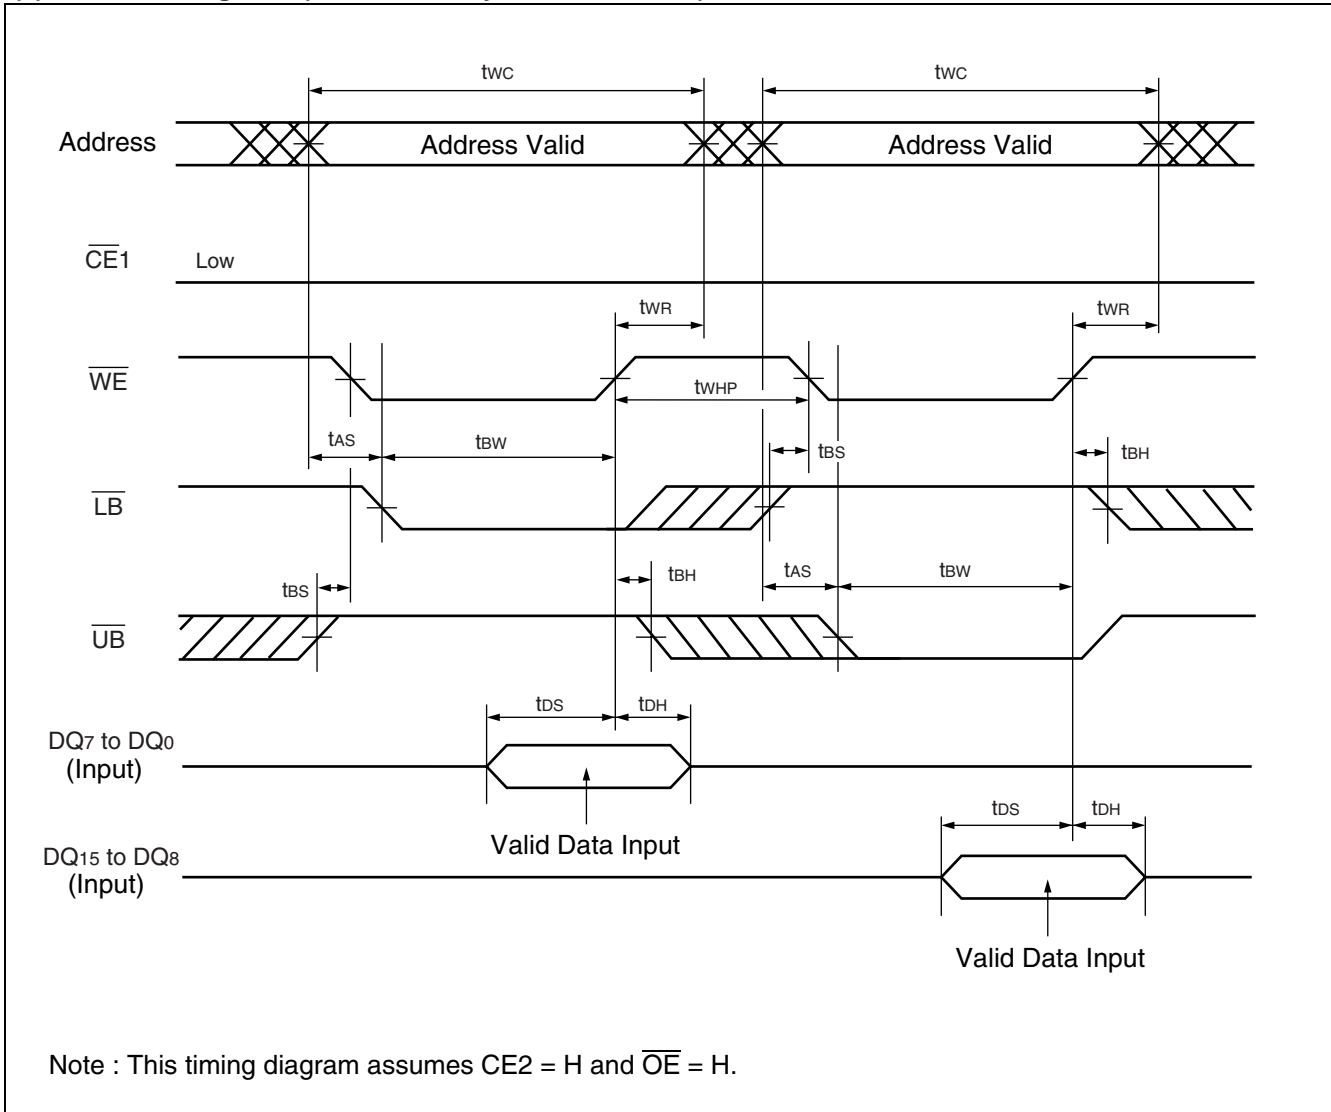 tWC tWC
Address Address Valid Address Valid
CE1 Low
tWR tWR
WE
tWHP
tAS tBW tBS tBH
LB
tBS tBH tAS tBW
UB
tDS tDH
DQ7 to DQ0
(Input)
tDS tDH
Valid Data Input
DQ15 to DQ8
(Input)
Valid Data Input
Note : This timing diagram assumes CE2 = H and OE = H.